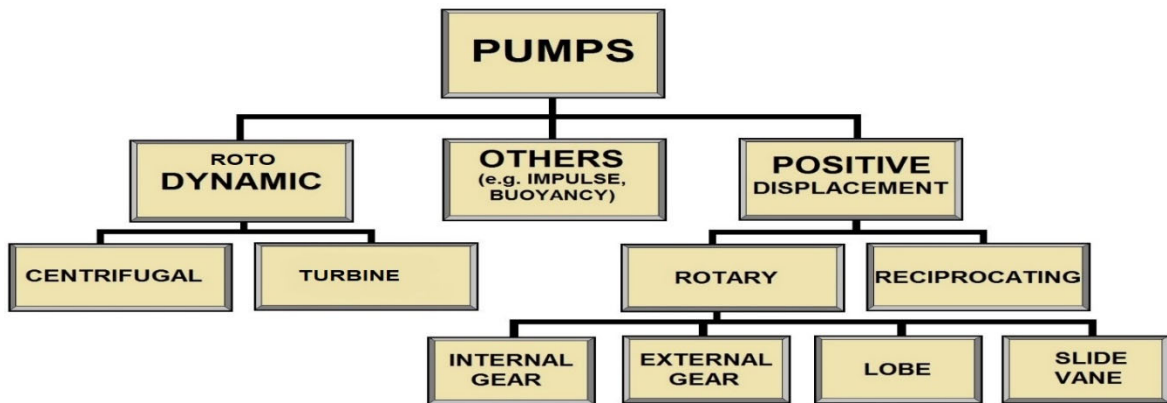 PUMPS
ROTO
DYNAMIC
OTHERS
(e.g. IMPULSE,
BUOYANCY)
POSITIVE
DISPLACEMENT
CENTRIFUGAL
TURBINE
ROTARY
RECIPROCATING
INTERNAL
GEAR
EXTERNAL
GEAR
LOBE
SLIDE
VANE